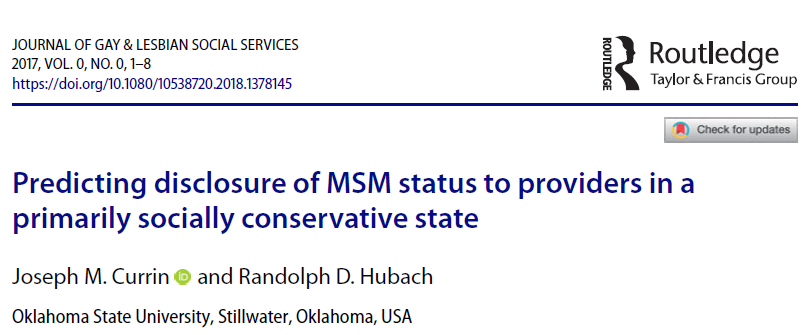 JOURNAL OF GAY & LESBIAN SOCIAL SERVICES
2017, VOL. 0, NO. 0, 1–8
https://doi.org/10.1080/10538720.2018.1378145
ROUTLEDGE
Routledge
Taylor & Francis Group
Check for updates
Predicting disclosure of MSM status to providers in a
primarily socially conservative state
Joseph M. Currin iD and Randolph D. Hubach
Oklahoma State University, Stillwater, Oklahoma, USA